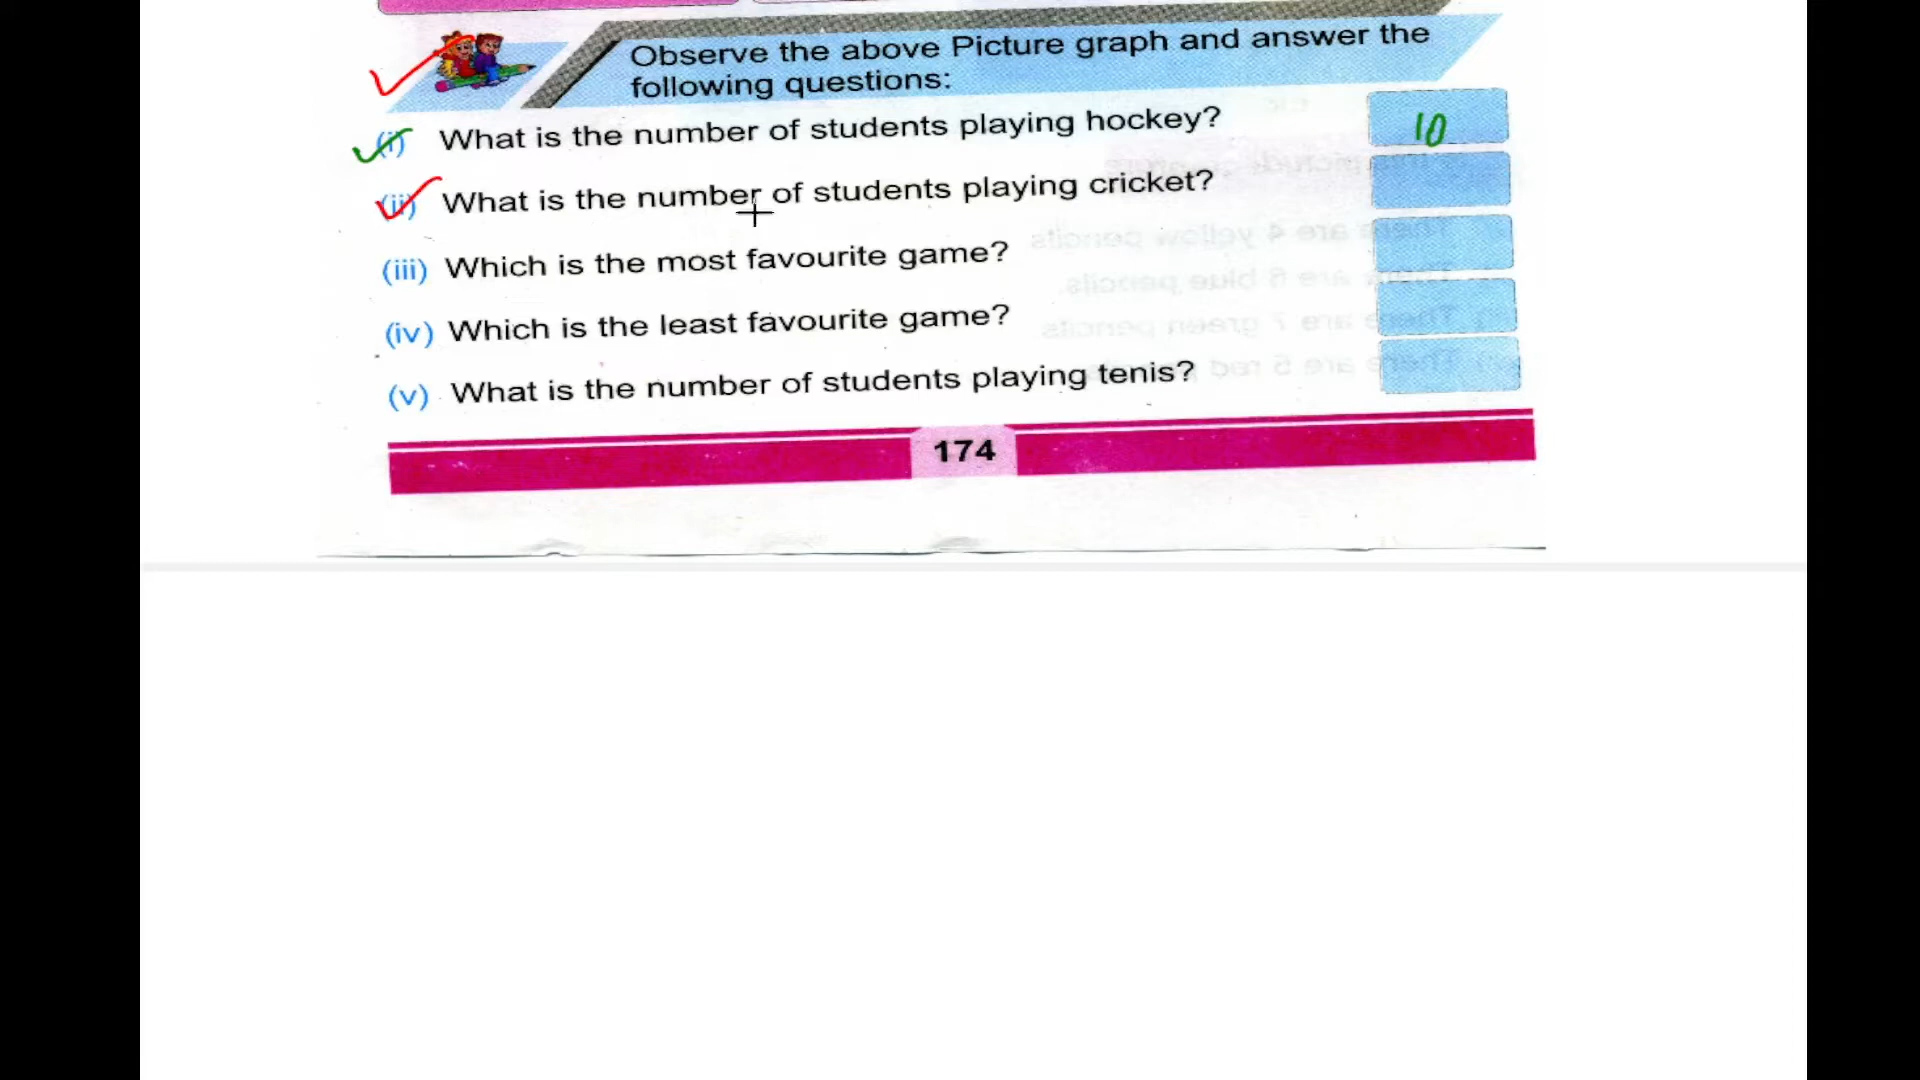 Observe the above Picture graph and answer the
following questions:
(i) What is the number of students playing hockey? 10
(ii) What is the number of students playing cricket?
(iii) Which is the most favourite game?
(iv) Which is the least favourite game?
(v) What is the number of students playing tenis?
174